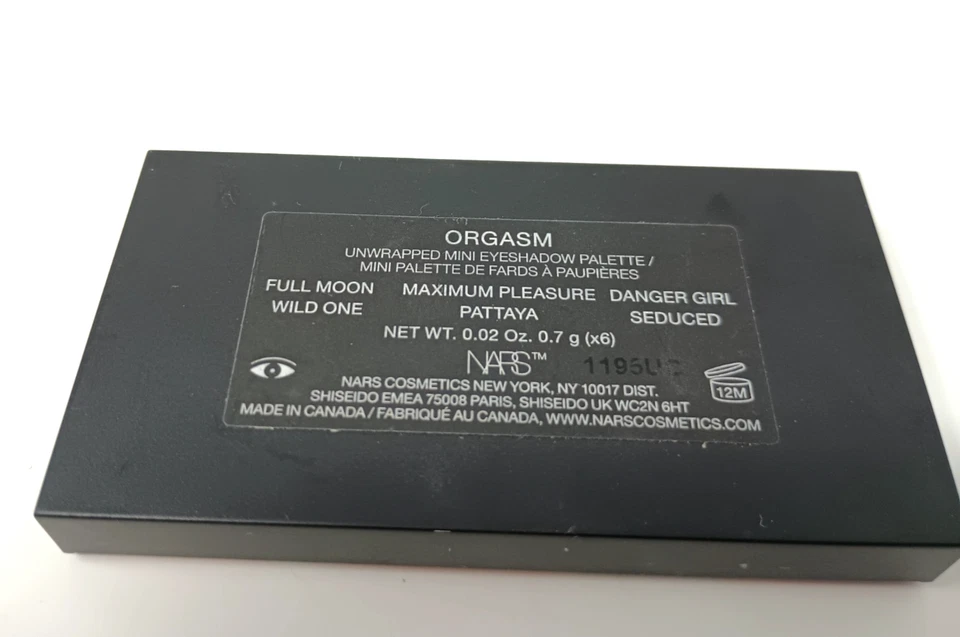 ORGASM
UNWRAPPED MINI EYESHADOW PALETTE /
MINI PALETTE DE FARDS À PAUPIÈRES
FULL MOON MAXIMUM PLEASURE DANGER GIRL
WILD ONE PATTAYA SEDUCED
NET WT. 0.02 Oz. 0.7 g (x6)
NARS™
12M
NARS COSMETICS NEW YORK, NY 10017 DIST.
SHISEIDO EMEA 75008 PARIS, SHISEIDO UK WC2N 6HT
MADE IN CANADA / FABRIQUÉ AU CANADA, WWW.NARSCOSMETICS.COM